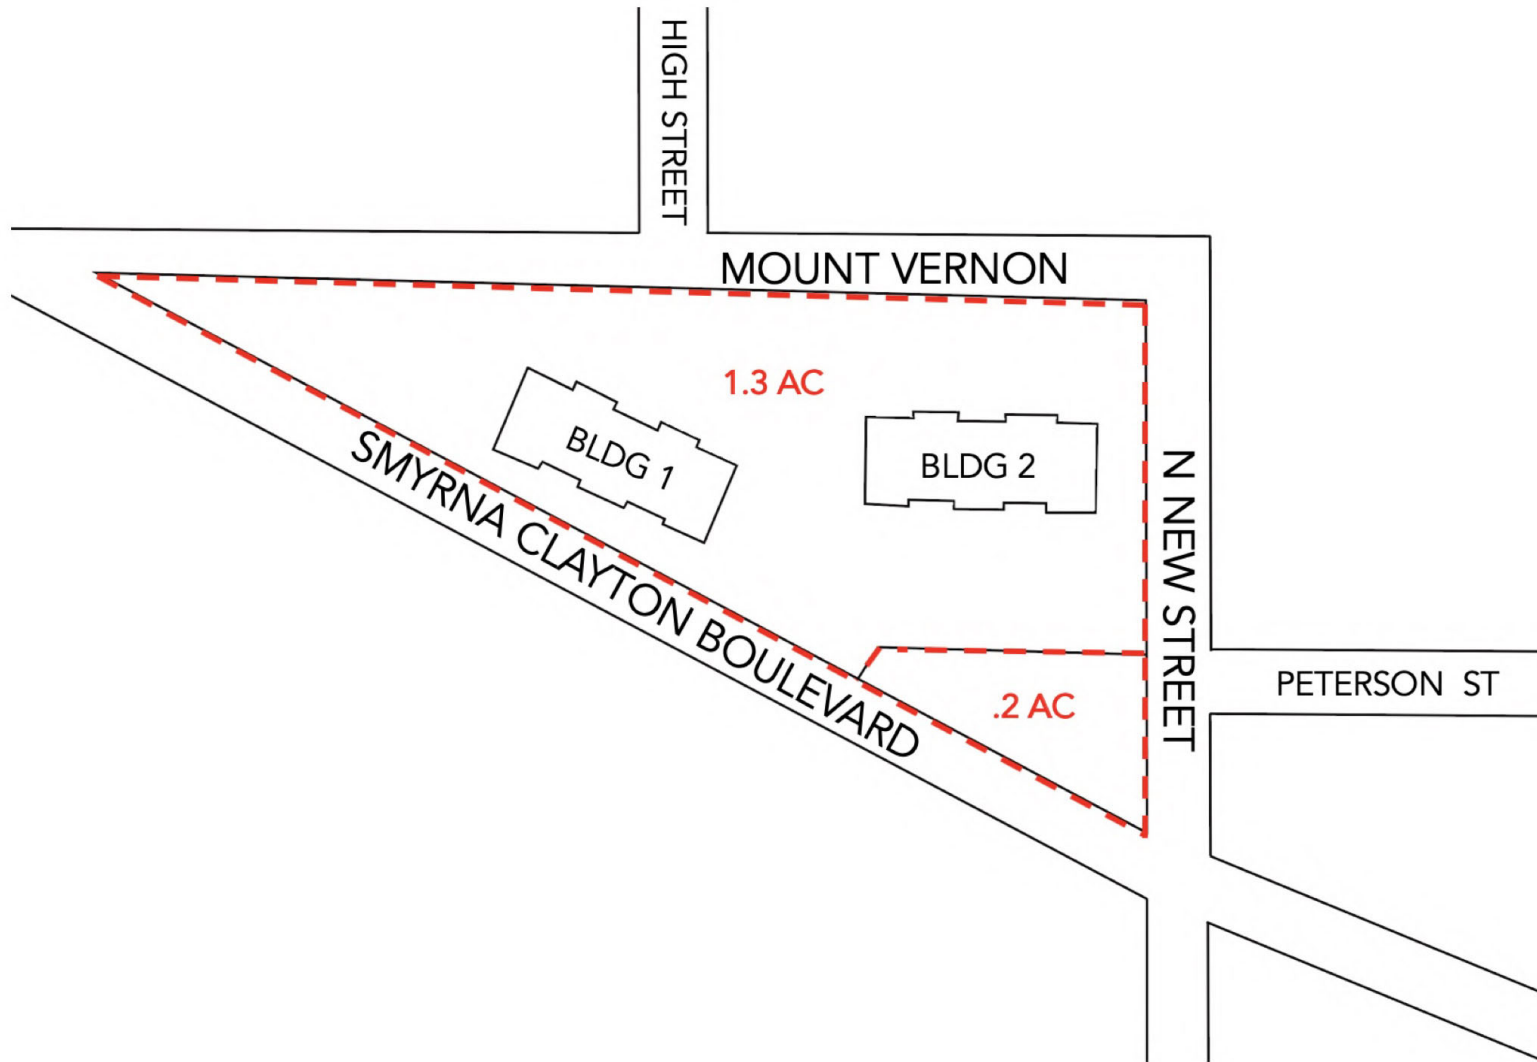 HIGH STREET
MOUNT VERNON
1.3 AC
BLDG 1
BLDG 2
SMYRNA CLAYTON BOULEVARD
N NEW STREET
PETERSON ST
.2 AC